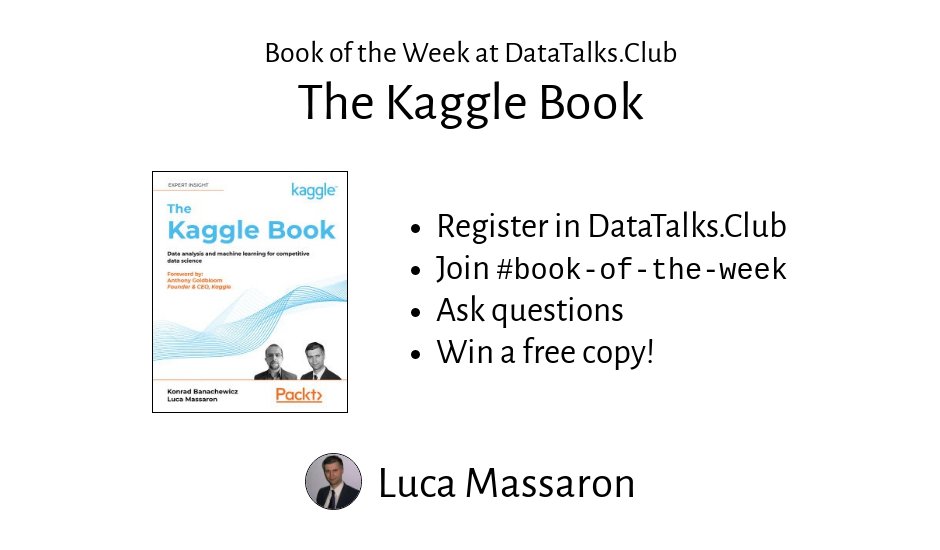 Book of the Week at DataTalks.Club
The Kaggle Book
EXPERT INSIGHT
kaggle
The
Kaggle Book
Data analysis and machine learning for competitive
data science
Foreword by:
Anthony Goldbloom
Founder & CEO, Kaggle
Konrad Banachewicz
Luca Massaron
Packt>
• Register in DataTalks.Club
• Join #book-of-the-week
• Ask questions
• Win a free copy!
Luca Massaron